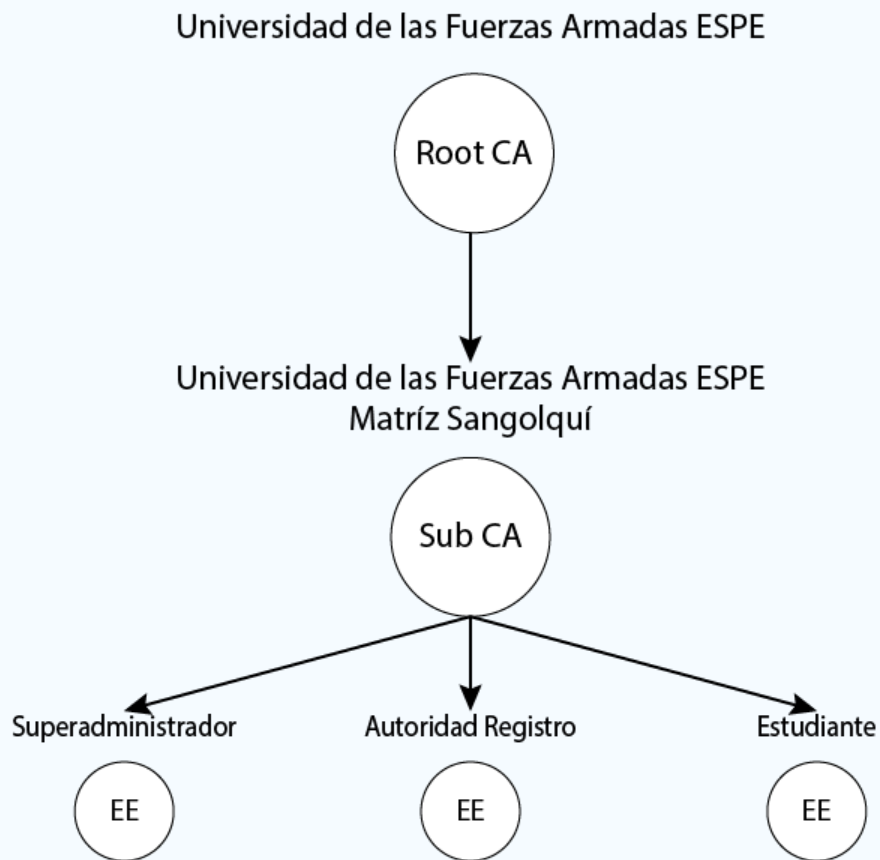 Universidad de las Fuerzas Armadas ESPE
Root CA
Universidad de las Fuerzas Armadas ESPE
Matríz Sangolquí
Sub CA
Superadministrador
Autoridad Registro
Estudiante
EE
EE
EE